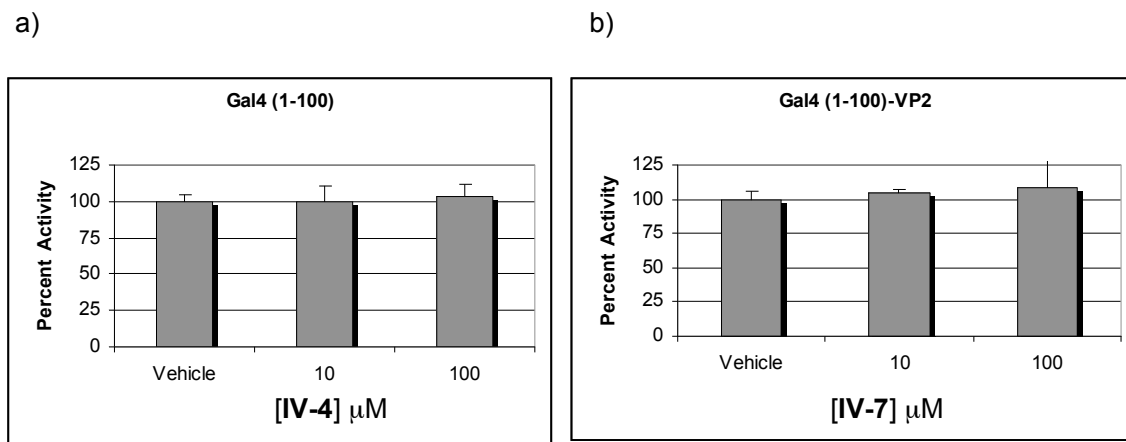 a)
b)
Gal4 (1-100)
125
100
75
50
25
0
Percent Activity
Vehicle 10 100
[IV-4] μM
Gal4 (1-100)-VP2
125
100
75
50
25
0
Percent Activity
Vehicle 10 100
[IV-7] μM